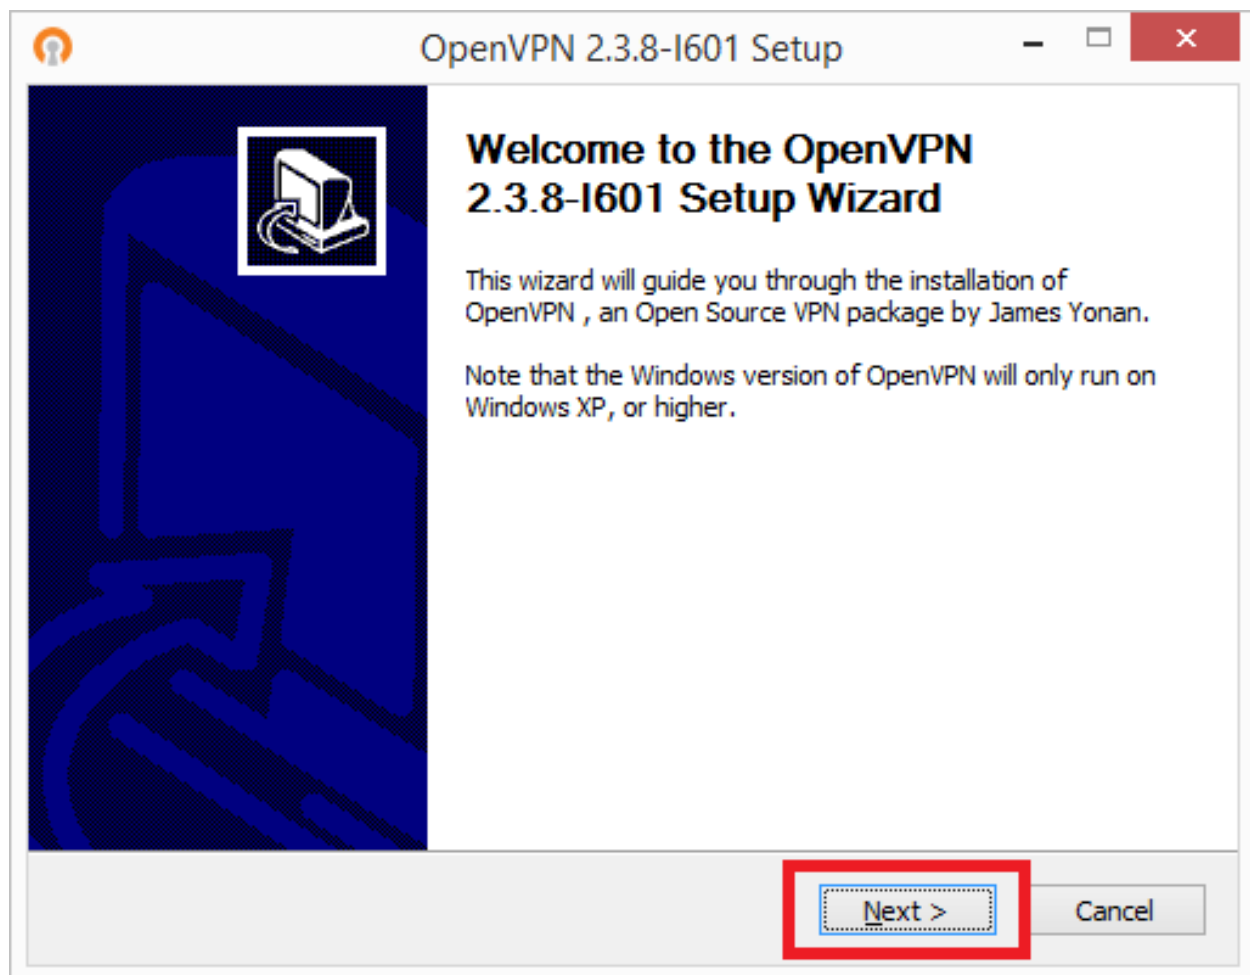 OpenVPN 2.3.8-I601 Setup
Welcome to the OpenVPN
2.3.8-I601 Setup Wizard
This wizard will guide you through the installation of
OpenVPN , an Open Source VPN package by James Yonan.
Note that the Windows version of OpenVPN will only run on
Windows XP, or higher.
Next > Cancel